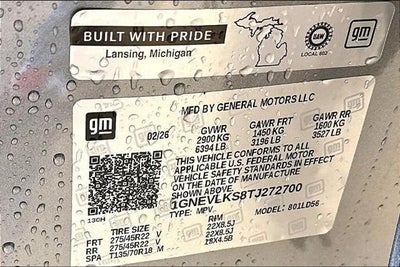 BUILT WITH PRIDE
Lansing, Michigan
UAW
LOCAL 602
gm
MFD BY GENERAL MOTORS LLC
gm
02/26
GVWR GAWR FRT GAWR RR
2900 KG 1450 KG 1600 KG
6394 LB 3196 LB 3527 LB
THIS VEHICLE CONFORMS TO ALL
APPLICABLE U.S. FEDERAL MOTOR
VEHICLE SAFETY STANDARDS IN EFFECT
ON THE DATE OF MANUFACTURE
SHOWN ABOVE.
1GNEVLKS8TJ272700
TYPE: MPV MODEL: 801LD56
13GH
TIRE SIZE RIM
FRT 275/45R22 V 22X8.5J
RR 275/45R22 V 22X8.5J
SPA T135/70R18 M 18X4.5B